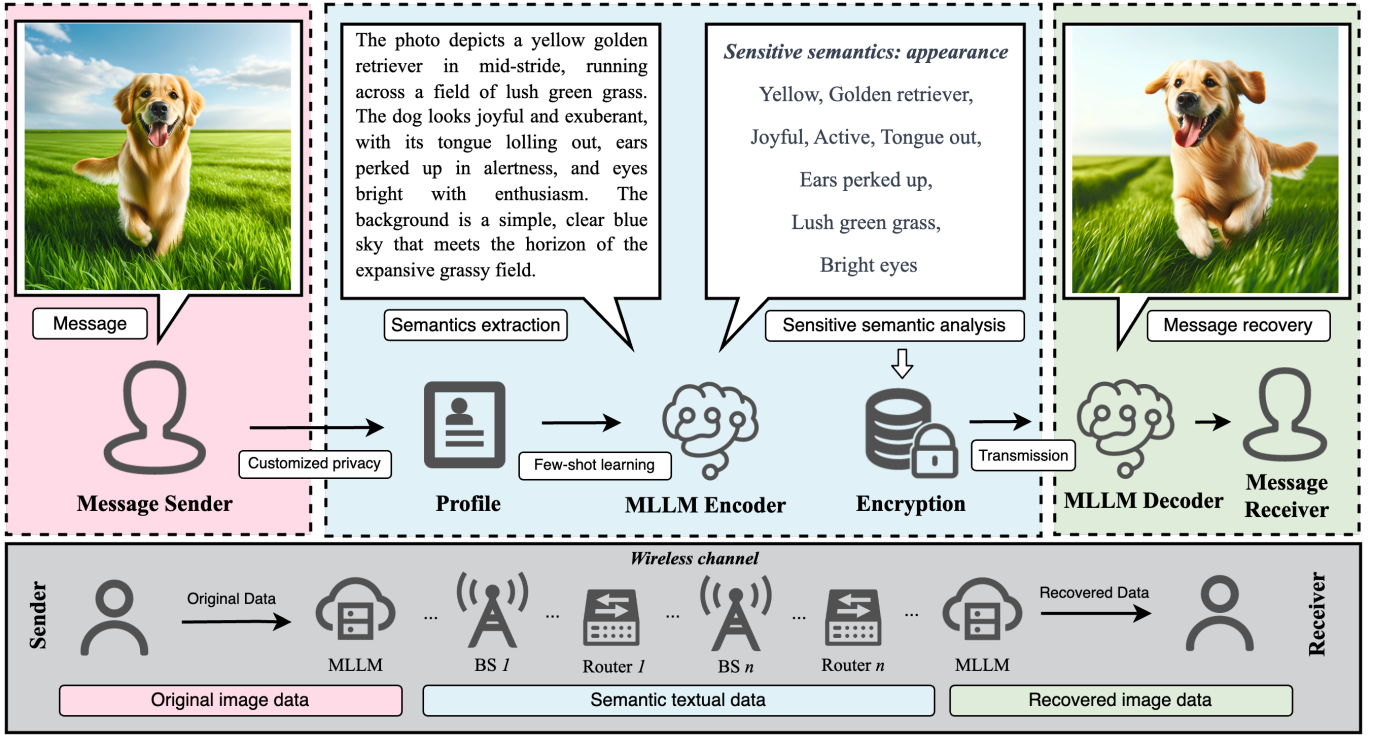 The photo depicts a yellow golden
retriever in mid-stride, running
across a field of lush green grass.
The dog looks joyful and exuberant,
with its tongue lolling out, ears
perked up in alertness, and eyes
bright with enthusiasm. The
background is a simple, clear blue
sky that meets the horizon of the
expansive grassy field.
Sensitive semantics: appearance
Yellow, Golden retriever,
Joyful, Active, Tongue out,
Ears perked up,
Lush green grass,
Bright eyes
Message
Semantics extraction
Sensitive semantic analysis
Message recovery
Customized privacy
Few-shot learning
Transmission
Message Sender
Profile
MLLM Encoder
Encryption
MLLM Decoder
Message
Receiver
Wireless channel
Sender
Original Data
MLLM
...
BS 1
...
Router 1
...
BS n
...
Router n
...
MLLM
Recovered Data
Receiver
Original image data
Semantic textual data
Recovered image data